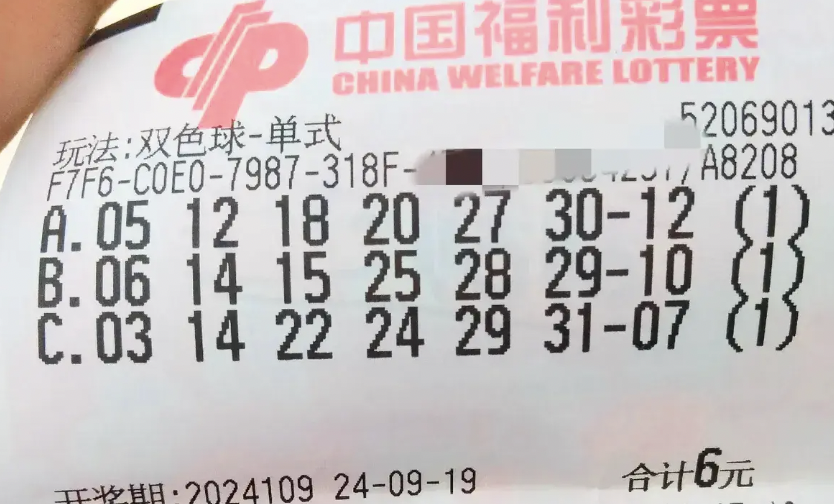 中国福利彩票
CHINA WELFARE LOTTERY
52069013
玩法:双色球-单式
F7F6-C0E0-7987-318F- /A8208
A.05 12 18 20 27 30-12 (1)
B.06 14 15 25 28 29-10 (1)
C.03 14 22 24 29 31-07 (1)
开奖期:2024109 24-09-19 合计6元